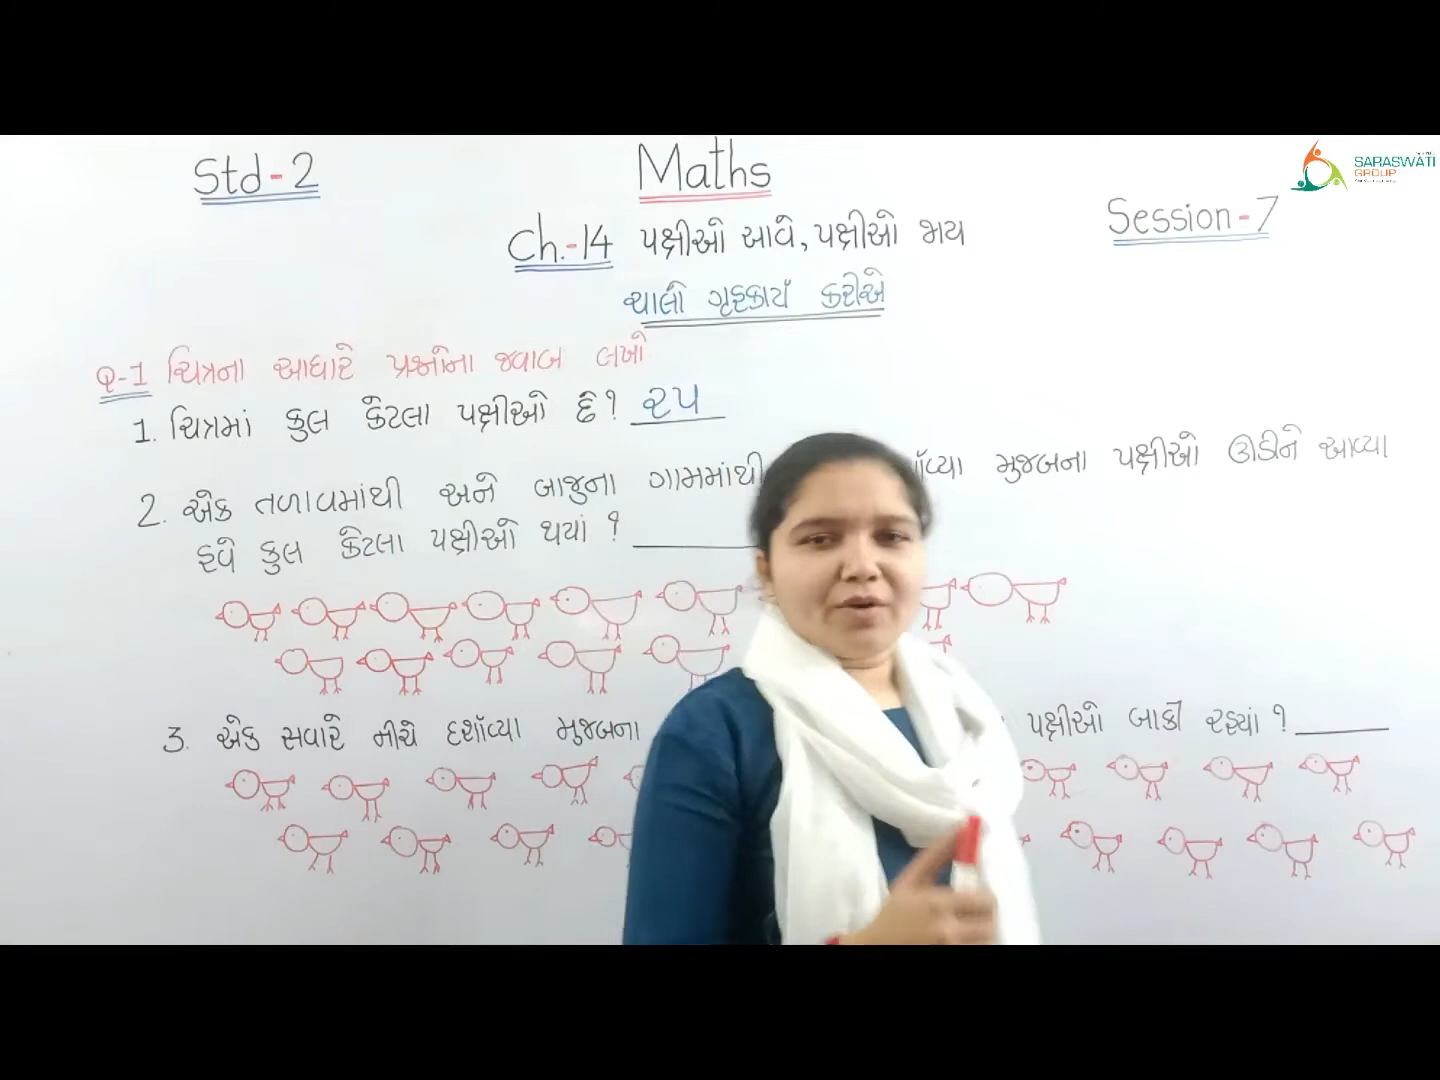 Std-2
Maths
SARASWATI
GROUP
Session-7
Ch.-14 પક્ષીઓ આવે, પક્ષીઓ જાય
ચાલો ગૃહકાર્ય કરીએ
Q-1 ચિત્રના આધારે પ્રશ્નોના જવાબ લખો
1. ચિત્રમાં કુલ કેટલા પક્ષીઓ છે? ૨૫
2. એક તળાવમાંથી અને બાજુના ગામમાંથી મુજબના પક્ષીઓ ઊડીને આવ્યા
હવે કુલ કેટલા પક્ષીઓ થયાં ?
3. એક સવારે નીચે દર્શાવ્યા મુજબના પક્ષીઓ બાકી રહ્યાં ?